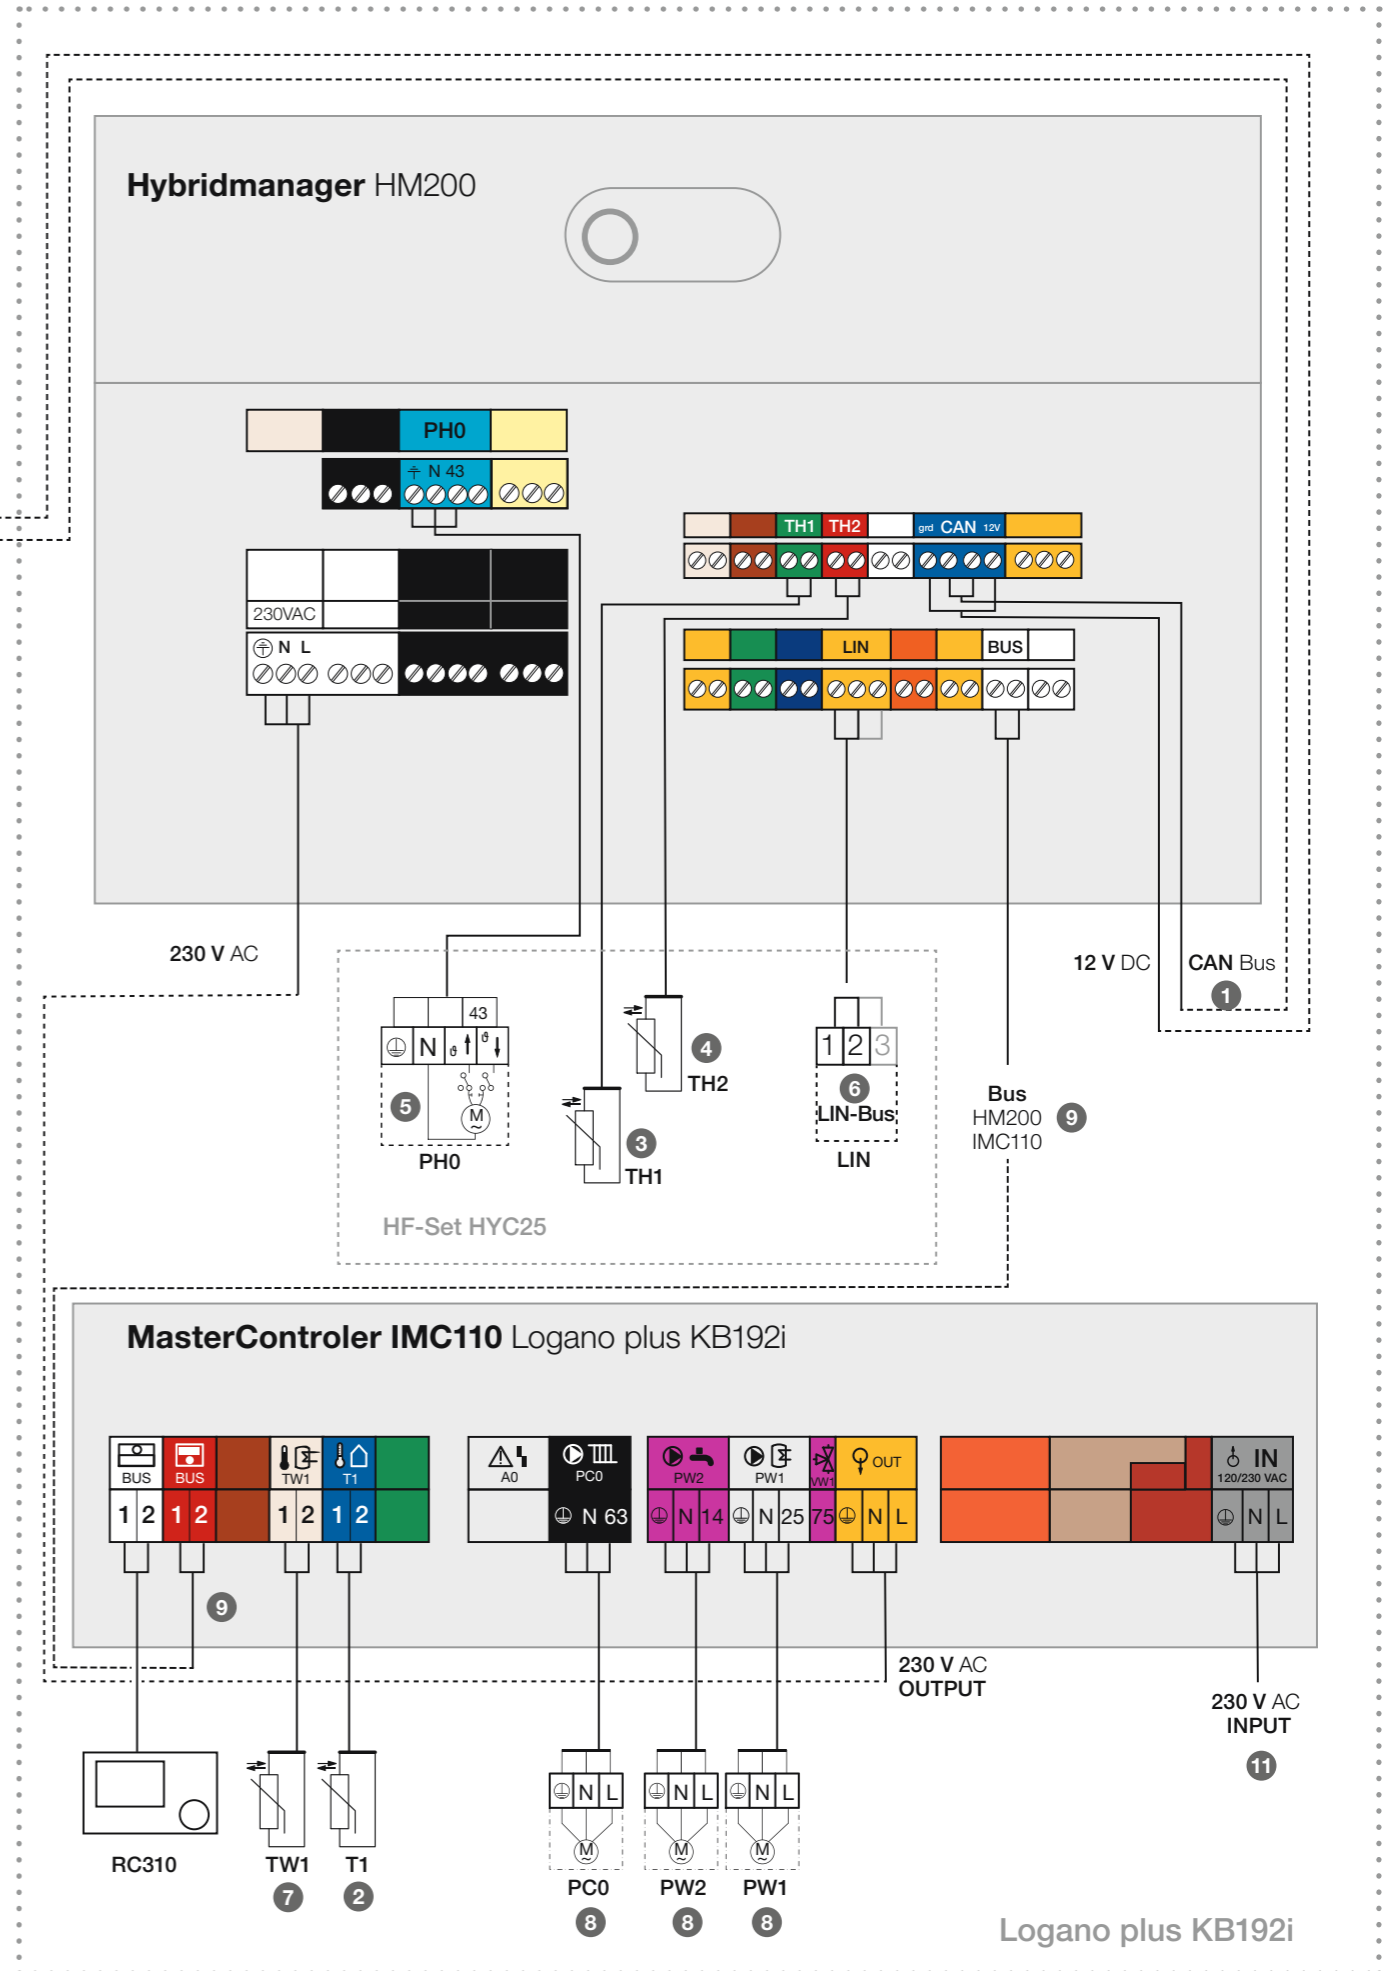 Hybridmanager HM200
PH0
N 43
TH1 TH2 grd CAN 12V
230VAC
N L
LIN BUS
230 V AC
12 V DC
CAN Bus
1
43
N
5
M
~
PH0
4
TH2
3
TH1
1 2 3
6
LIN-Bus
LIN
Bus
HM200
IMC110
9
HF-Set HYC25
MasterControler IMC110 Logano plus KB192i
BUS BUS TW1 T1 A0 PC0 PW2 PW1 VW1 OUT IN
120/230 VAC
1 2 1 2 1 2 1 2 N 63 N 14 N 25 75 N L N L
9
230 V AC
OUTPUT
230 V AC
INPUT
11
N L N L N L
M M M
~ ~ ~
RC310 TW1 T1 PC0 PW2 PW1
7 2 8 8 8
Logano plus KB192i